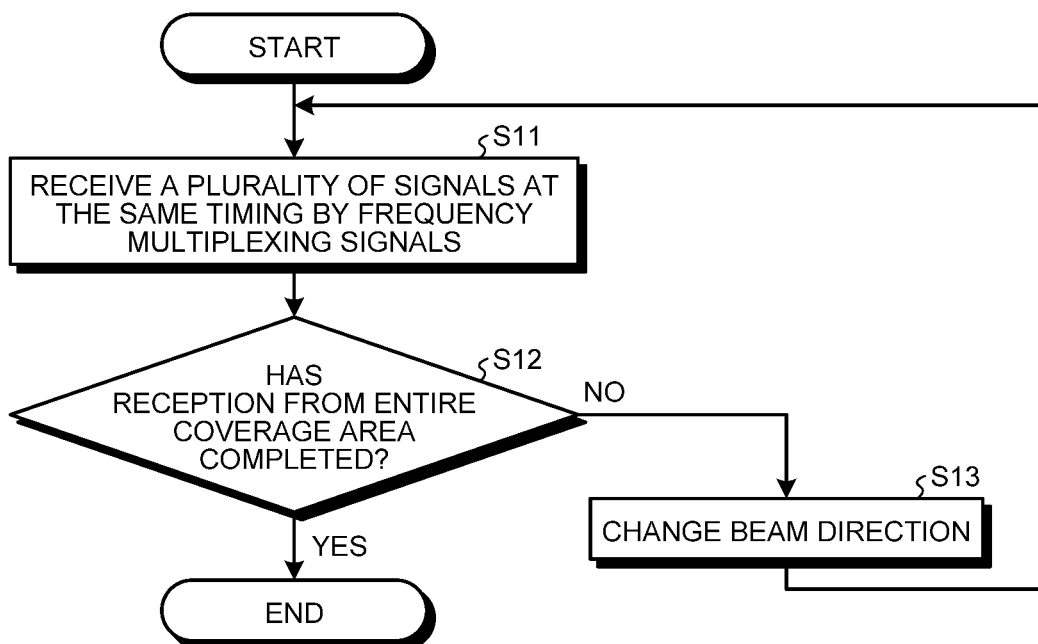 START
S11
RECEIVE A PLURALITY OF SIGNALS AT
THE SAME TIMING BY FREQUENCY
MULTIPLEXING SIGNALS
S12
HAS
RECEPTION FROM ENTIRE
COVERAGE AREA
COMPLETED?
NO
S13
CHANGE BEAM DIRECTION
YES
END